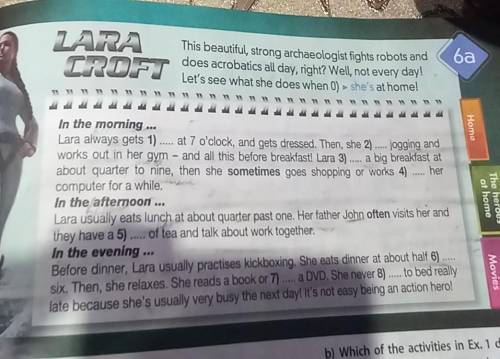 LARA
CROFT
This beautiful, strong archaeologist fights robots and
does acrobatics all day, right? Well, not every day!
Let's see what she does when 0) ▸ she's at home!
6a
In the morning ...
Lara always gets 1) ..... at 7 o'clock, and gets dressed. Then, she 2) ..... jogging and
works out in her gym – and all this before breakfast! Lara 3) ..... a big breakfast at
about quarter to nine, then she sometimes goes shopping or works 4) ..... her
computer for a while.
In the afternoon ...
Lara usually eats lunch at about quarter past one. Her father John often visits her and
they have a 5) ..... of tea and talk about work together.
In the evening ...
Before dinner, Lara usually practises kickboxing. She eats dinner at about half 6) .....
six. Then, she relaxes. She reads a book or 7) ..... a DVD. She never 8) ..... to bed really
late because she's usually very busy the next day! It's not easy being an action hero!
Home
The heroes
at home
Movies
b) Which of the activities in Ex. 1